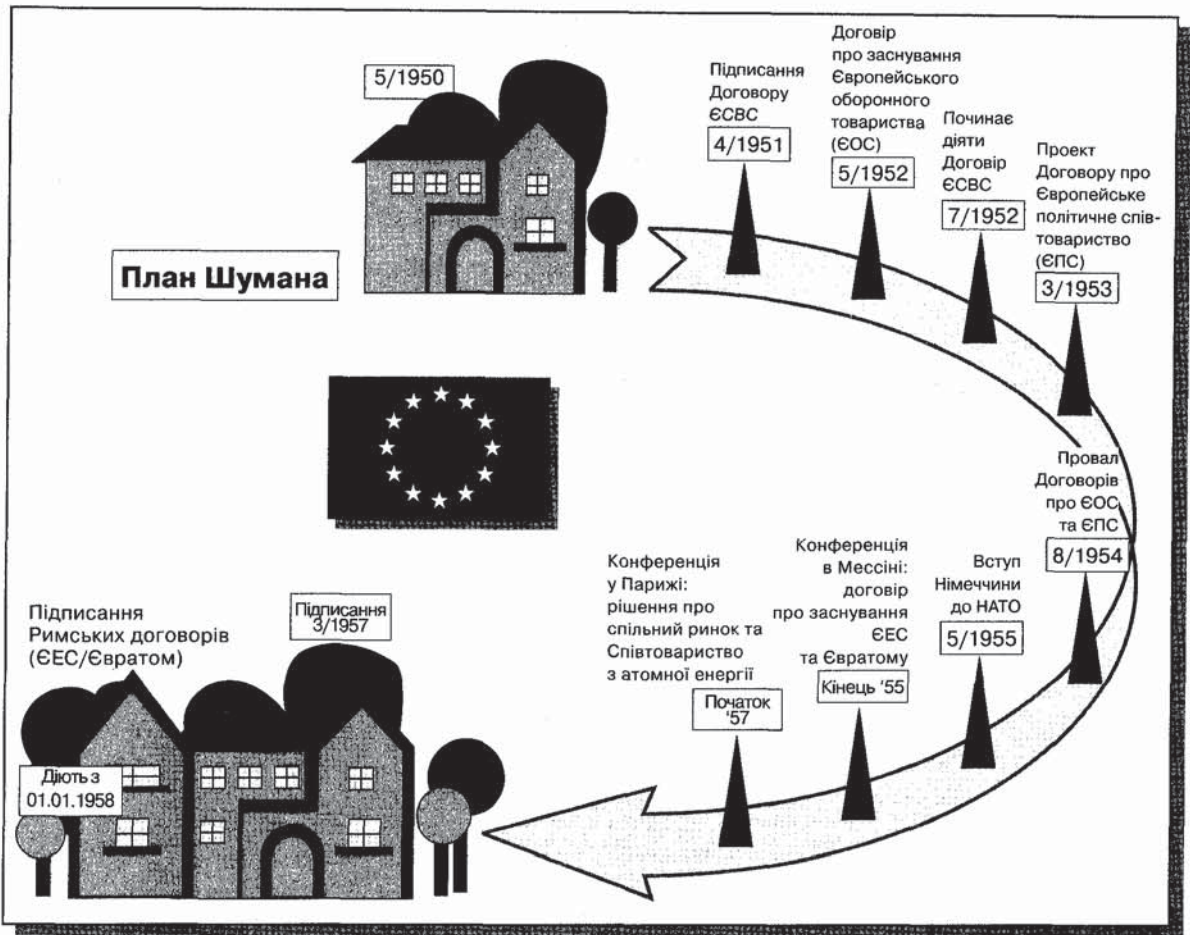 5/1950
План Шумана
Підписання
Договору
ЄСВС
4/1951
Договір
про заснування
Європейського
оборонного
товариства
(ЄОС)
5/1952
Починає
діяти
Договір
ЄСВС
7/1952
Проект
Договору про
Європейське
політичне спів-
товариство
(ЄПС)
3/1953
Провал
Договорів
про ЄОС
та ЄПС
8/1954
Вступ
Німеччини
до НАТО
5/1955
Конференція
в Мессіні:
договір
про заснування
ЄЕС
та Євратому
Кінець '55
Конференція
у Парижі:
рішення про
спільний ринок та
Співтовариство
з атомної енергії
Початок
'57
Підписання
3/1957
Підписання
Римських договорів
(ЄЕС/Євратом)
Діють з
01.01.1958